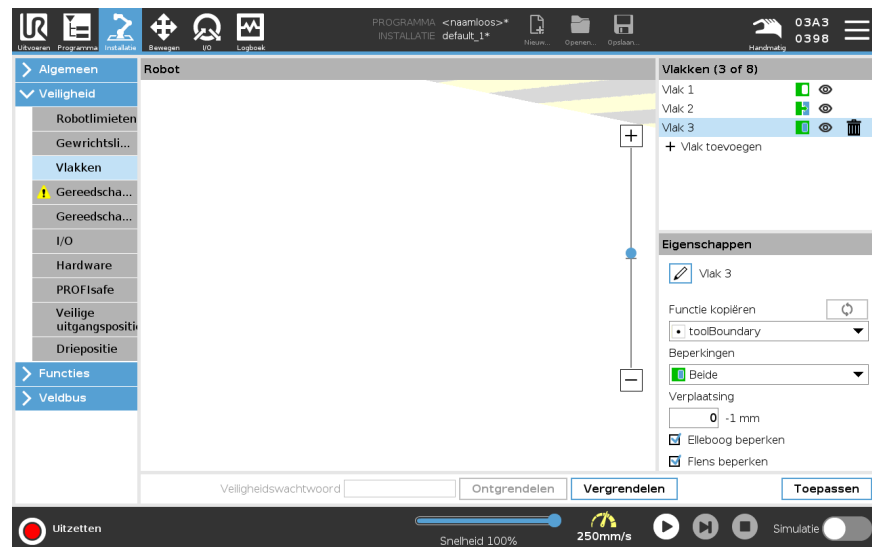 PROGRAMMA <naamloos>*
INSTALLATIE default_1*
Uitvoeren Programma Installatie Bewegen I/O Logboek
Nieuw... Openen... Opslaan...
Handmatig
03A3
0398
Algemeen
Veiligheid
Robotlimieten
Gewrichtsli...
Vlakken
Gereedscha...
Gereedscha...
I/O
Hardware
PROFIsafe
Veilige
uitgangspositi
Driepositie
Functies
Veldbus
Robot
Vlakken (3 of 8)
Vlak 1
Vlak 2
Vlak 3
+ Vlak toevoegen
Eigenschappen
Vlak 3
Functie kopiëren
toolBoundary
Beperkingen
Beide
Verplaatsing
0 -1 mm
Elleboog beperken
Flens beperken
Veiligheidswachtwoord
Ontgrendelen
Vergrendelen
Toepassen
Uitzetten
Snelheid 100%
250mm/s
Simulatie